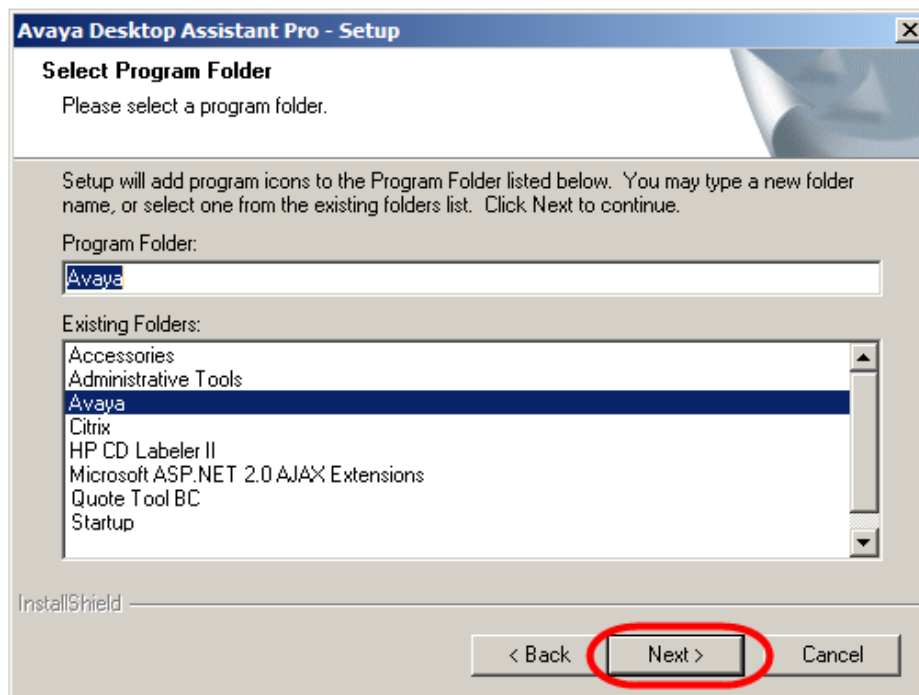 Avaya Desktop Assistant Pro - Setup
Select Program Folder
Please select a program folder.
Setup will add program icons to the Program Folder listed below.  You may type a new folder
name, or select one from the existing folders list.  Click Next to continue.
Program Folder:
Avaya
Existing Folders:
Accessories
Administrative Tools
Avaya
Citrix
HP CD Labeler II
Microsoft ASP.NET 2.0 AJAX Extensions
Quote Tool BC
Startup
InstallShield
< Back Next > Cancel